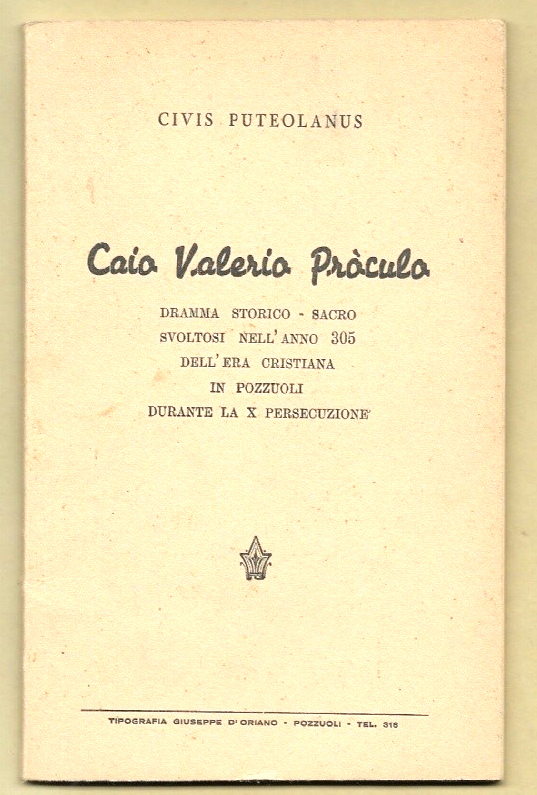 CIVIS PUTEOLANUS
Caio Valerio Pròculo
DRAMMA STORICO - SACRO
SVOLTOSI NELL'ANNO 305
DELL'ERA CRISTIANA
IN POZZUOLI
DURANTE LA X PERSECUZIONE
TIPOGRAFIA GIUSEPPE D'ORIANO - POZZUOLI - TEL. 316